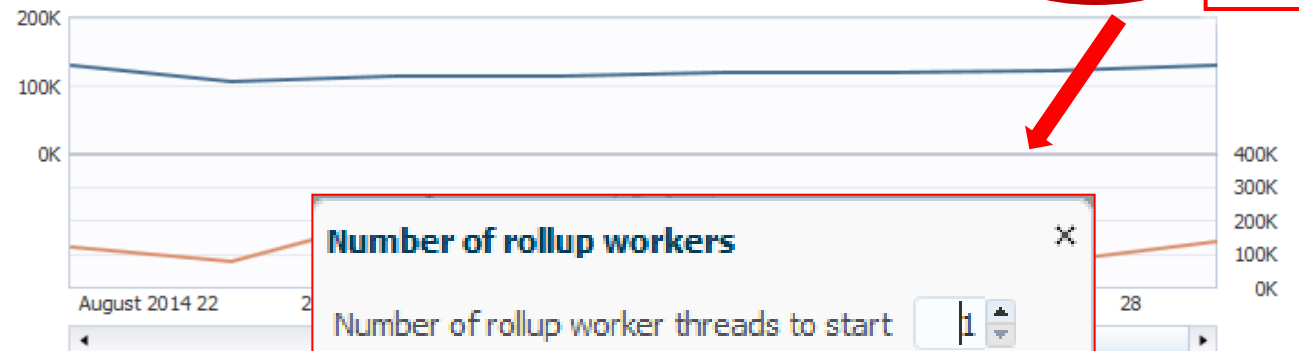 200K
100K
0K
400K
300K
200K
100K
0K
Number of rollup workers
August 2014 22
28
Number of rollup worker threads to start 1